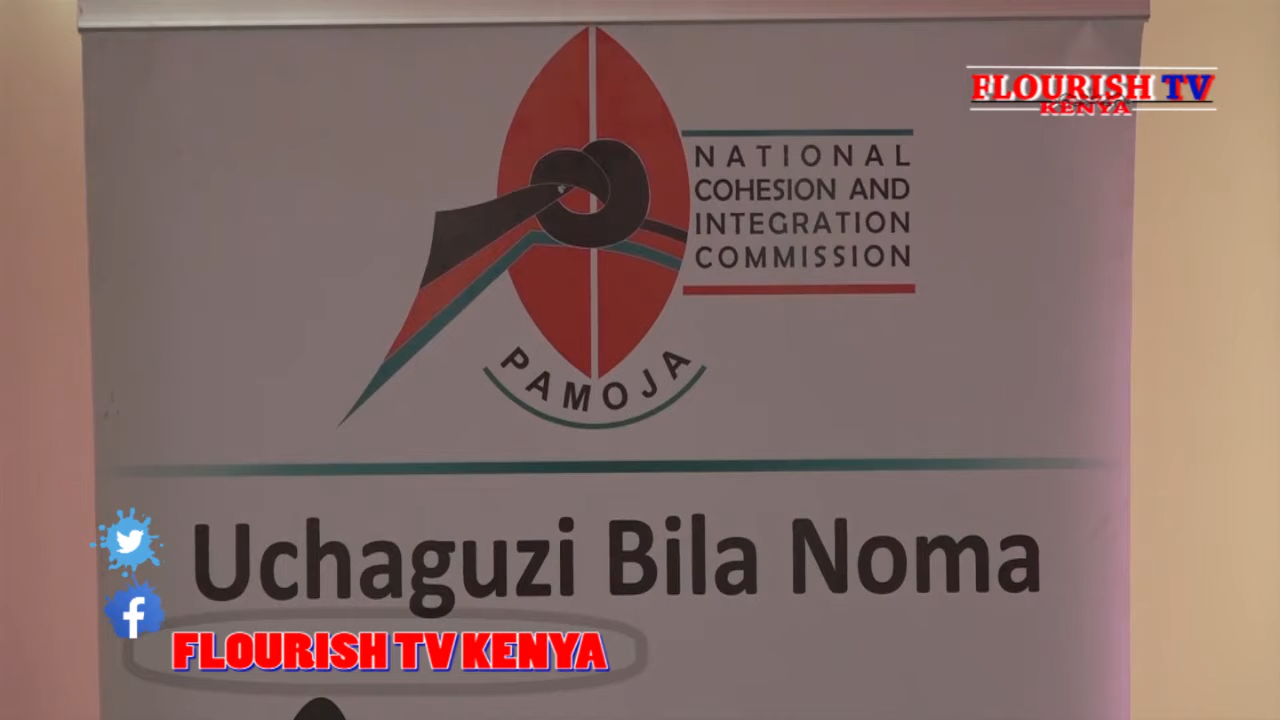 FLOURISH TV
KENYA
NATIONAL
COHESION AND
INTEGRATION
COMMISSION
PAMOJA
Uchaguzi Bila Noma
FLOURISH TV KENYA